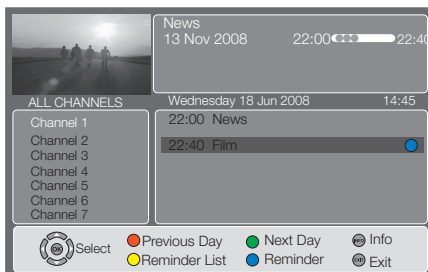 News
13 Nov 2008 22:00 22:40
ALL CHANNELS
Wednesday 18 Jun 2008 14:45
Channel 1
Channel 2
Channel 3
Channel 4
Channel 5
Channel 6
Channel 7
22:00 News
22:40 Film
OK Select
Previous Day
Next Day
INFO Info
Reminder List
Reminder
EXIT Exit